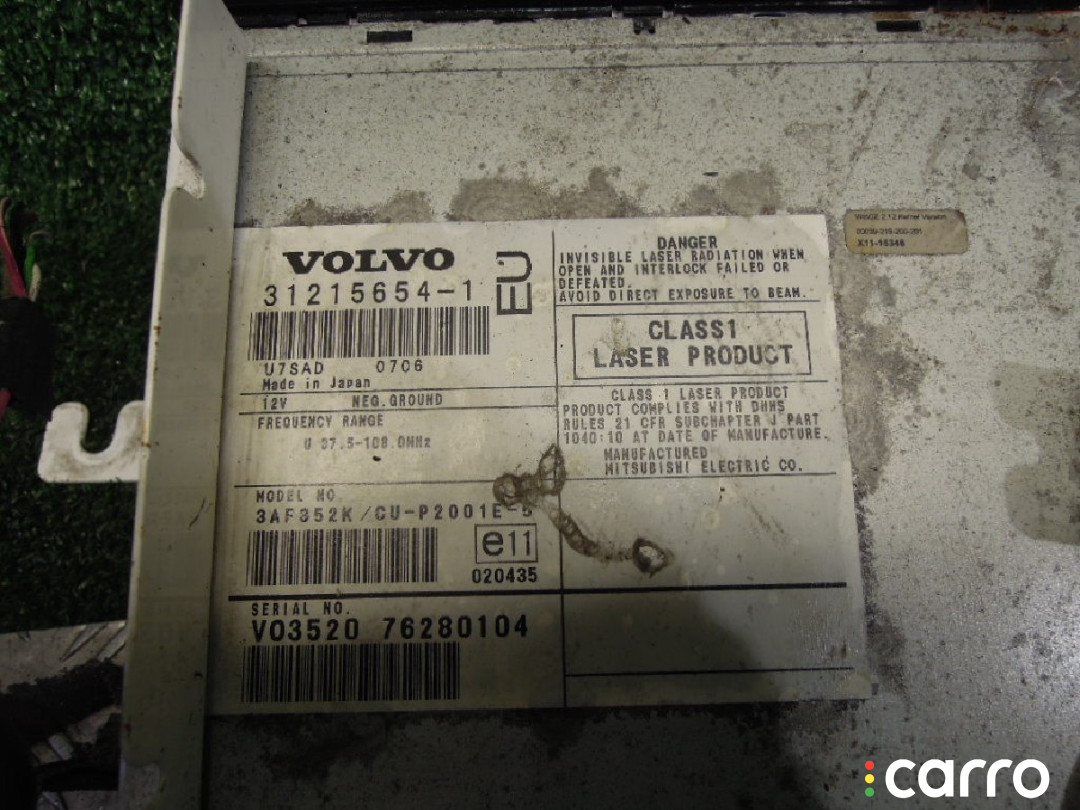 VOLVO
31215654-1
EU
U7SAD 0706
Made in Japan
12V NEG.GROUND
FREQUENCY RANGE
U 87.5-108.0MHz
MODEL NO.
3AF352K/CU-P2001E-5
e11
020435
SERIAL NO.
VO3520 76280104
DANGER
INVISIBLE LASER RADIATION WHEN
OPEN AND INTERLOCK FAILED OR
DEFEATED.
AVOID DIRECT EXPOSURE TO BEAM.
CLASS1
LASER PRODUCT
CLASS 1 LASER PRODUCT
PRODUCT COMPLIES WITH DHHS
RULES 21 CFR SUBCHAPTER J PART
1040:10 AT DATE OF MANUFACTURE.
MANUFACTURED
MITSUBISHI ELECTRIC CO.
Version
X11-15348
carro